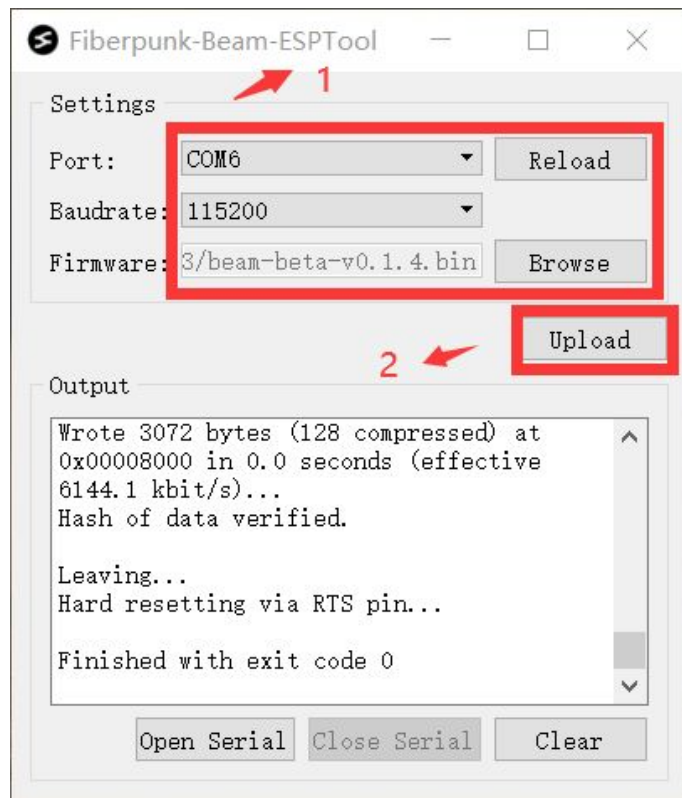 Fiberpunk-Beam-ESPTool
1
Settings
Port: COM6 Reload
Baudrate: 115200
Firmware: 3/beam-beta-v0.1.4.bin Browse
Upload
2
Output
Wrote 3072 bytes (128 compressed) at
0x00008000 in 0.0 seconds (effective
6144.1 kbit/s)...
Hash of data verified.
Leaving...
Hard resetting via RTS pin...
Finished with exit code 0
Open Serial Close Serial Clear